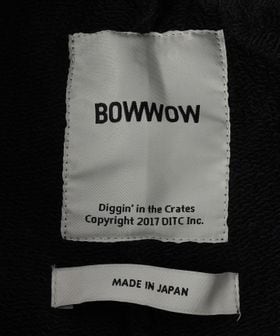 BOWWOW
Diggin' in the Crates
Copyright 2017 DITC Inc.
MADE IN JAPAN